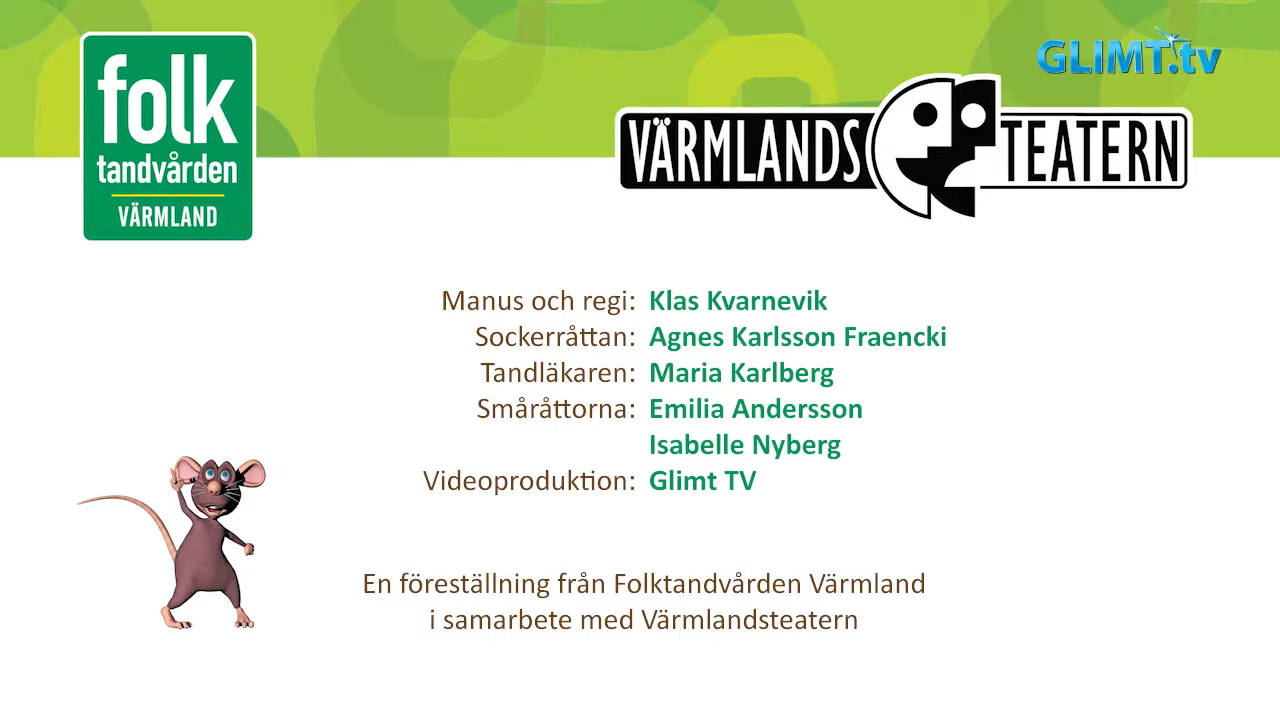 folk
tandvården
VÄRMLAND
GLIMT.tv
VÄRMLANDS TEATERN
Manus och regi: Klas Kvarnevik
Sockerråttan: Agnes Karlsson Fraencki
Tandläkaren: Maria Karlberg
Småråttorna: Emilia Andersson
Isabelle Nyberg
Videoproduktion: Glimt TV
En föreställning från Folktandvården Värmland
i samarbete med Värmlandsteatern